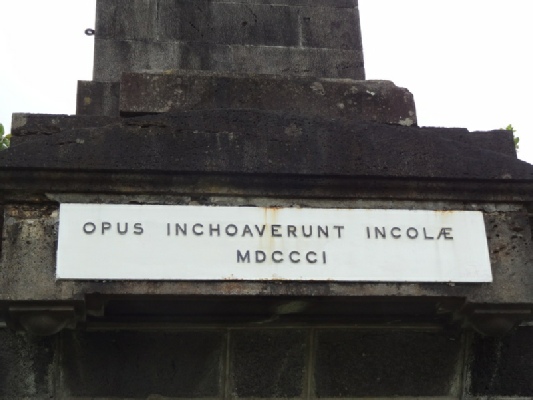 OPUS INCHOAVERUNT INCOLÆ
MDCCCI